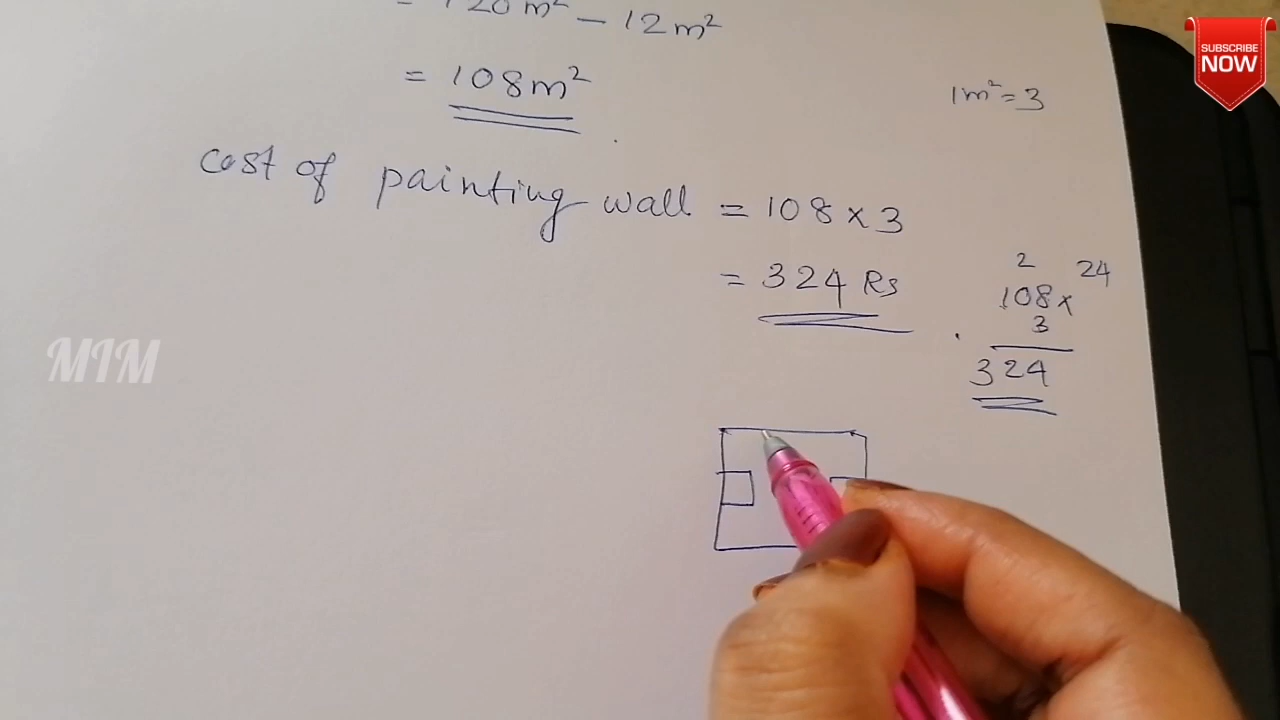 = 120 m² – 12 m²
= 108 m²
1m² = 3
cost of painting wall = 108 × 3
= 324 Rs
2
24
108 ×
3
324
MIM
SUBSCRIBE
NOW